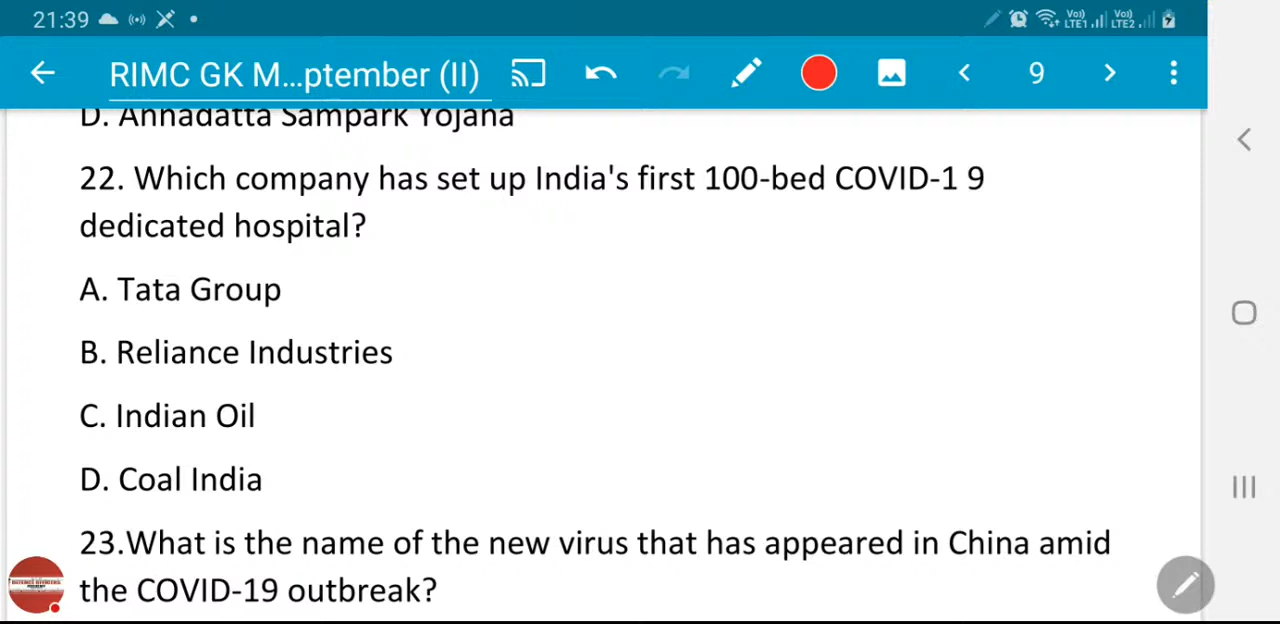 21:39
VoLTE1 VoLTE2
RIMC GK M...ptember (II) 9
D. Annadatta Sampark Yojana
22. Which company has set up India's first 100-bed COVID-1 9
dedicated hospital?
A. Tata Group
B. Reliance Industries
C. Indian Oil
D. Coal India
23.What is the name of the new virus that has appeared in China amid
the COVID-19 outbreak?